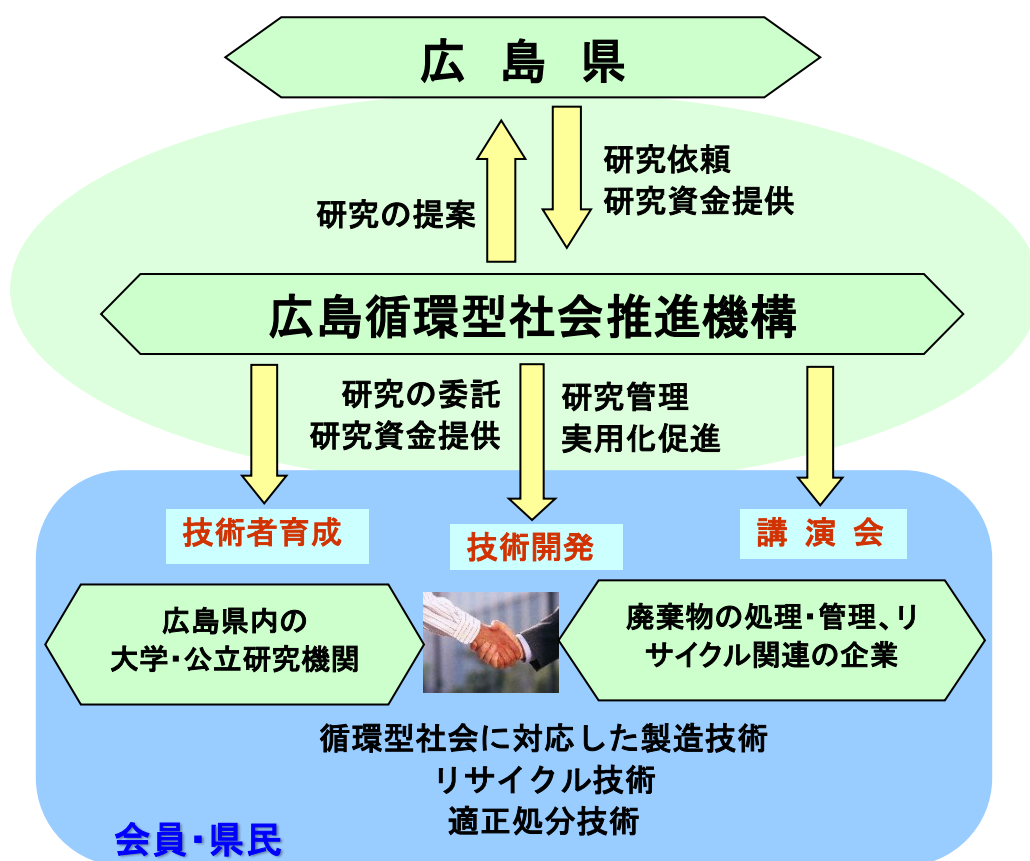 広 島 県
研究依頼
研究資金提供
研究の提案
広島循環型社会推進機構
研究の委託
研究資金提供
研究管理
実用化促進
技術者育成
技術開発
講 演 会
広島県内の
大学・公立研究機関
廃棄物の処理・管理、リ
サイクル関連の企業
循環型社会に対応した製造技術
リサイクル技術
適正処分技術
会員・県民